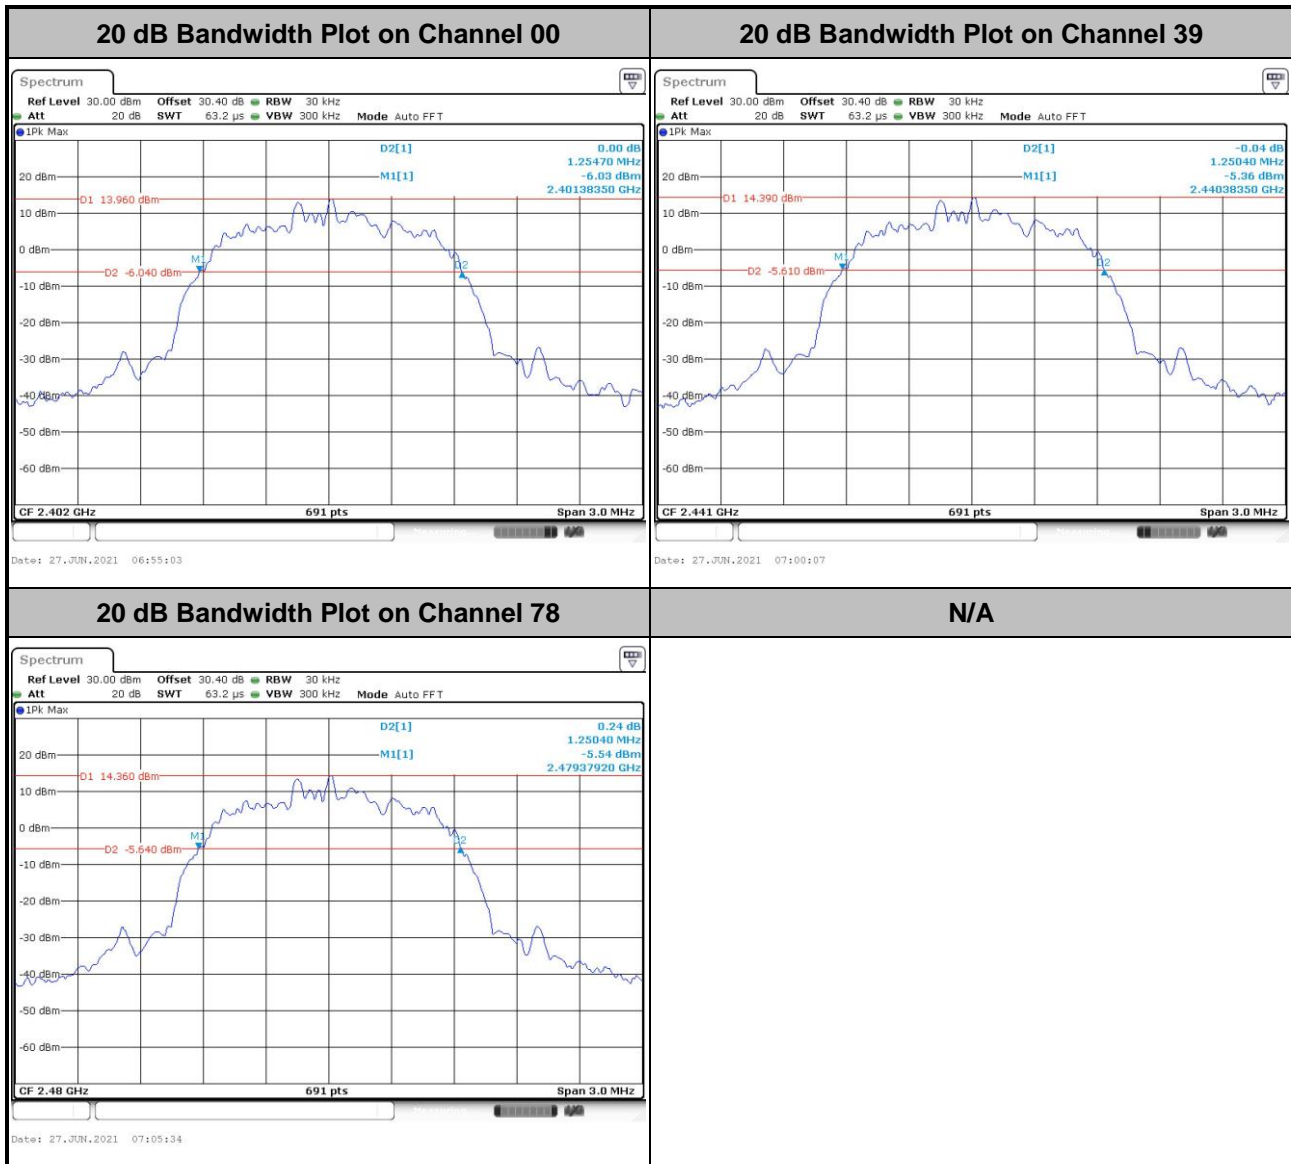 20 dB Bandwidth Plot on Channel 00
20 dB Bandwidth Plot on Channel 39
Spectrum
Ref Level 30.00 dBm Offset 30.40 dB RBW 30 kHz
Att 20 dB SWT 63.2 µs VBW 300 kHz Mode Auto FFT
1Pk Max
D2[1] 0.00 dB
1.25470 MHz
M1[1] -6.03 dBm
2.40138350 GHz
20 dBm
D1 13.960 dBm
10 dBm
0 dBm
M1
D2
D2 -6.040 dBm
-10 dBm
-20 dBm
-30 dBm
-40 dBm
-50 dBm
-60 dBm
CF 2.402 GHz 691 pts Span 3.0 MHz
Date: 27.JUN.2021 06:55:03
Spectrum
Ref Level 30.00 dBm Offset 30.40 dB RBW 30 kHz
Att 20 dB SWT 63.2 µs VBW 300 kHz Mode Auto FFT
1Pk Max
D2[1] -0.04 dB
1.25040 MHz
M1[1] -5.36 dBm
2.44038350 GHz
20 dBm
D1 14.390 dBm
10 dBm
0 dBm
M1
D2
D2 -5.610 dBm
-10 dBm
-20 dBm
-30 dBm
-40 dBm
-50 dBm
-60 dBm
CF 2.441 GHz 691 pts Span 3.0 MHz
Date: 27.JUN.2021 07:00:07
20 dB Bandwidth Plot on Channel 78
N/A
Spectrum
Ref Level 30.00 dBm Offset 30.40 dB RBW 30 kHz
Att 20 dB SWT 63.2 µs VBW 300 kHz Mode Auto FFT
1Pk Max
D2[1] 0.24 dB
1.25040 MHz
M1[1] -5.54 dBm
2.47937920 GHz
20 dBm
D1 14.360 dBm
10 dBm
0 dBm
M1
D2
D2 -5.640 dBm
-10 dBm
-20 dBm
-30 dBm
-40 dBm
-50 dBm
-60 dBm
CF 2.48 GHz 691 pts Span 3.0 MHz
Date: 27.JUN.2021 07:05:34